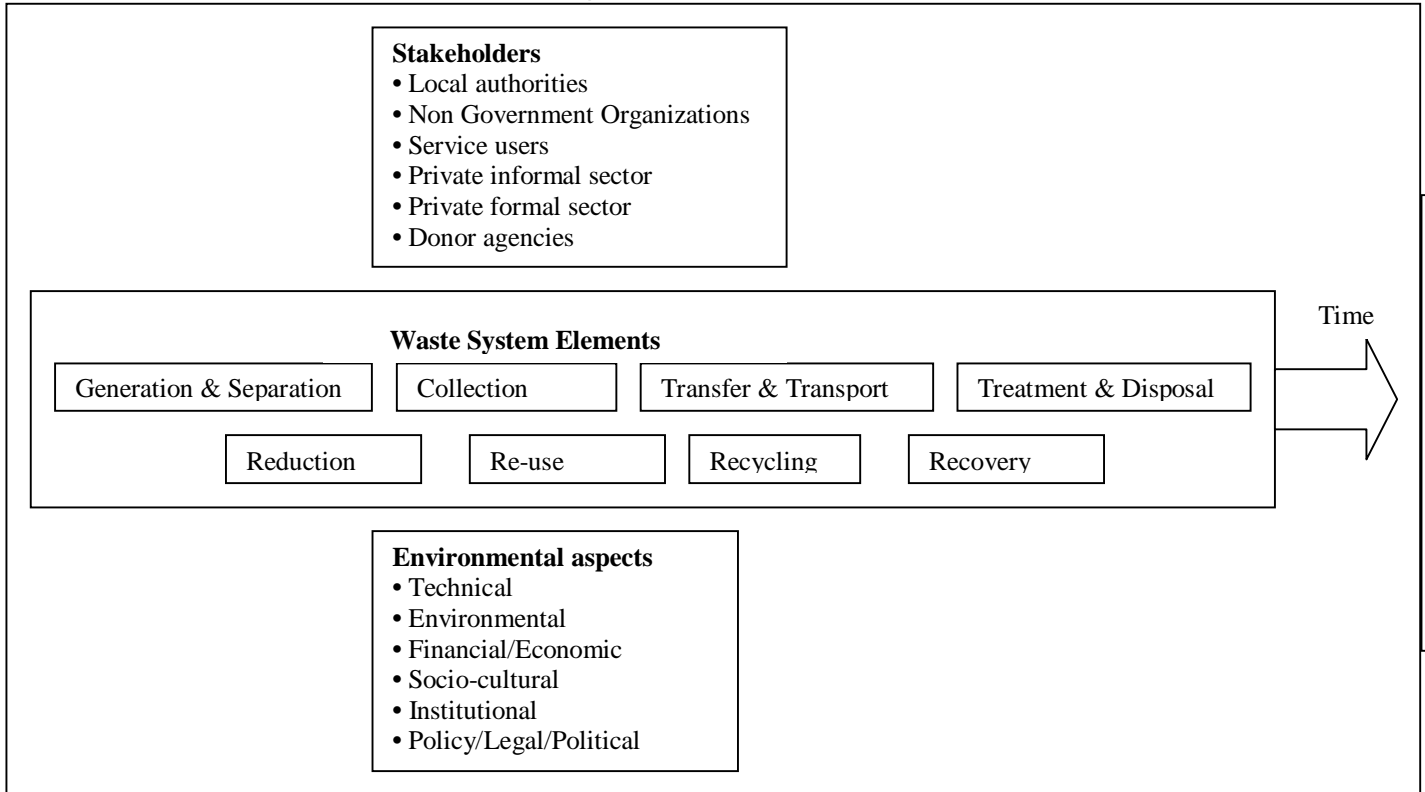 Stakeholders
• Local authorities
• Non Government Organizations
• Service users
• Private informal sector
• Private formal sector
• Donor agencies
Time
Waste System Elements
Generation & Separation
Collection
Transfer & Transport
Treatment & Disposal
Reduction
Re-use
Recycling
Recovery
Environmental aspects
• Technical
• Environmental
• Financial/Economic
• Socio-cultural
• Institutional
• Policy/Legal/Political